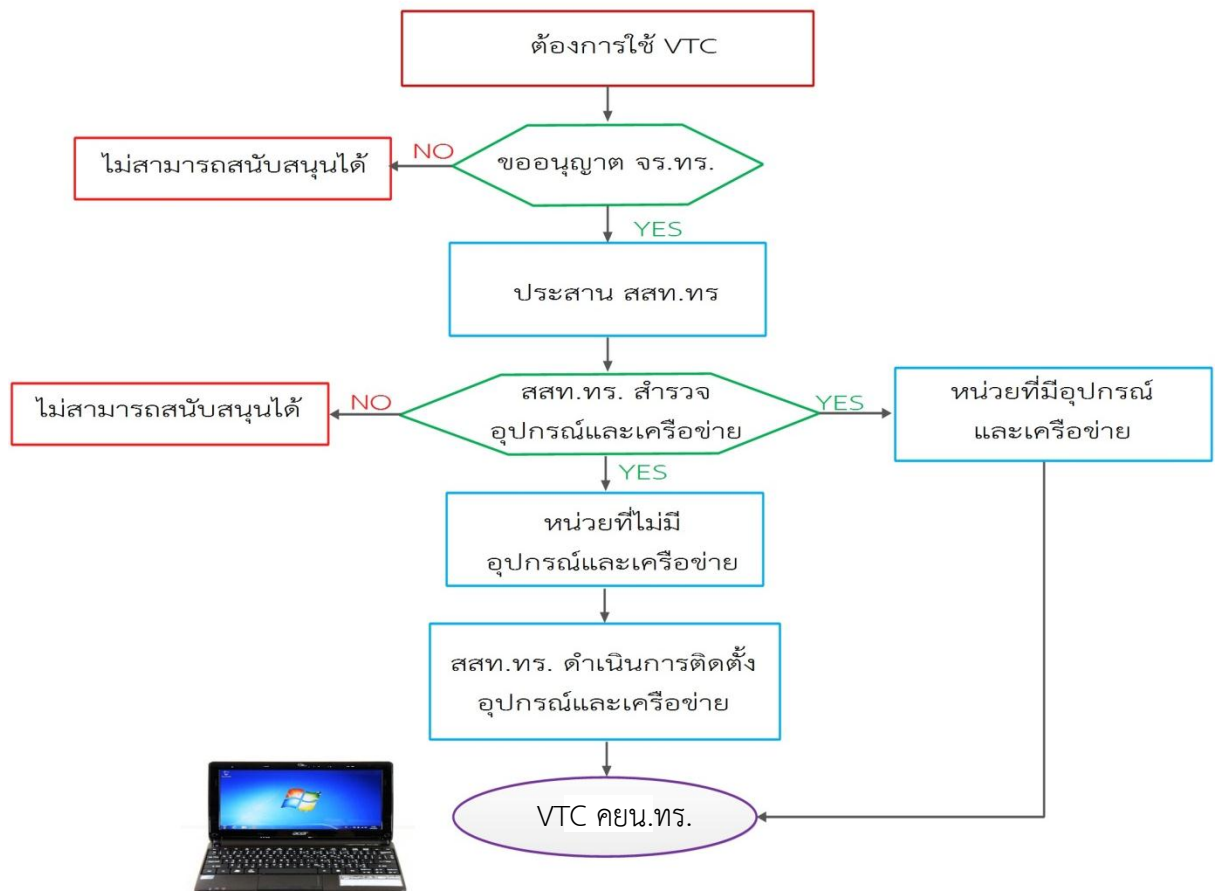 ต้องการใช้ VTC
NO
ไม่สามารถสนับสนุนได้
ขออนุญาต จร.ทร.
YES
ประสาน สสท.ทร
สสท.ทร. สำรวจ
อุปกรณ์และเครือข่าย
NO
ไม่สามารถสนับสนุนได้
YES
หน่วยที่มีอุปกรณ์
และเครือข่าย
YES
หน่วยที่ไม่มี
อุปกรณ์และเครือข่าย
สสท.ทร. ดำเนินการติดตั้ง
อุปกรณ์และเครือข่าย
VTC คยน.ทร.
acer